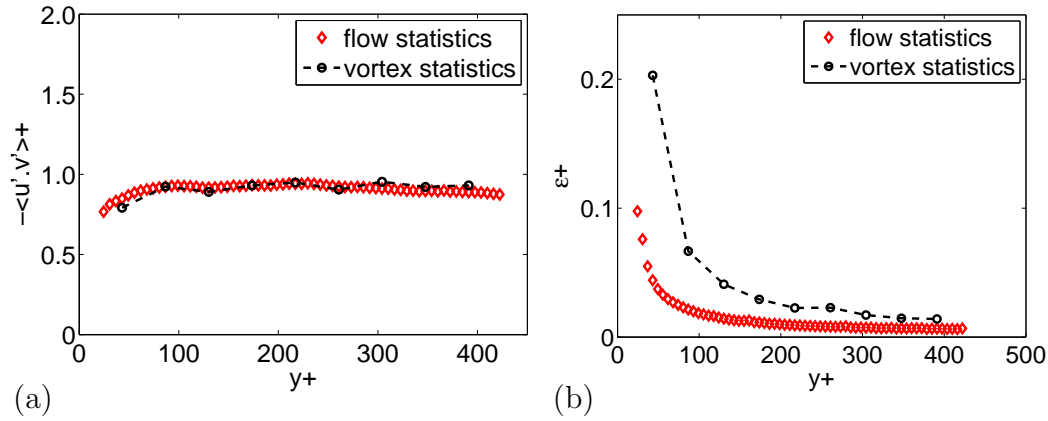 2.0
1.5
1.0
0.5
0
0 100 200 300 400
−<u'.v'>+
y+
flow statistics
vortex statistics
(a)
0.2
0.1
0
0 100 200 300 400 500
ε+
y+
flow statistics
vortex statistics
(b)